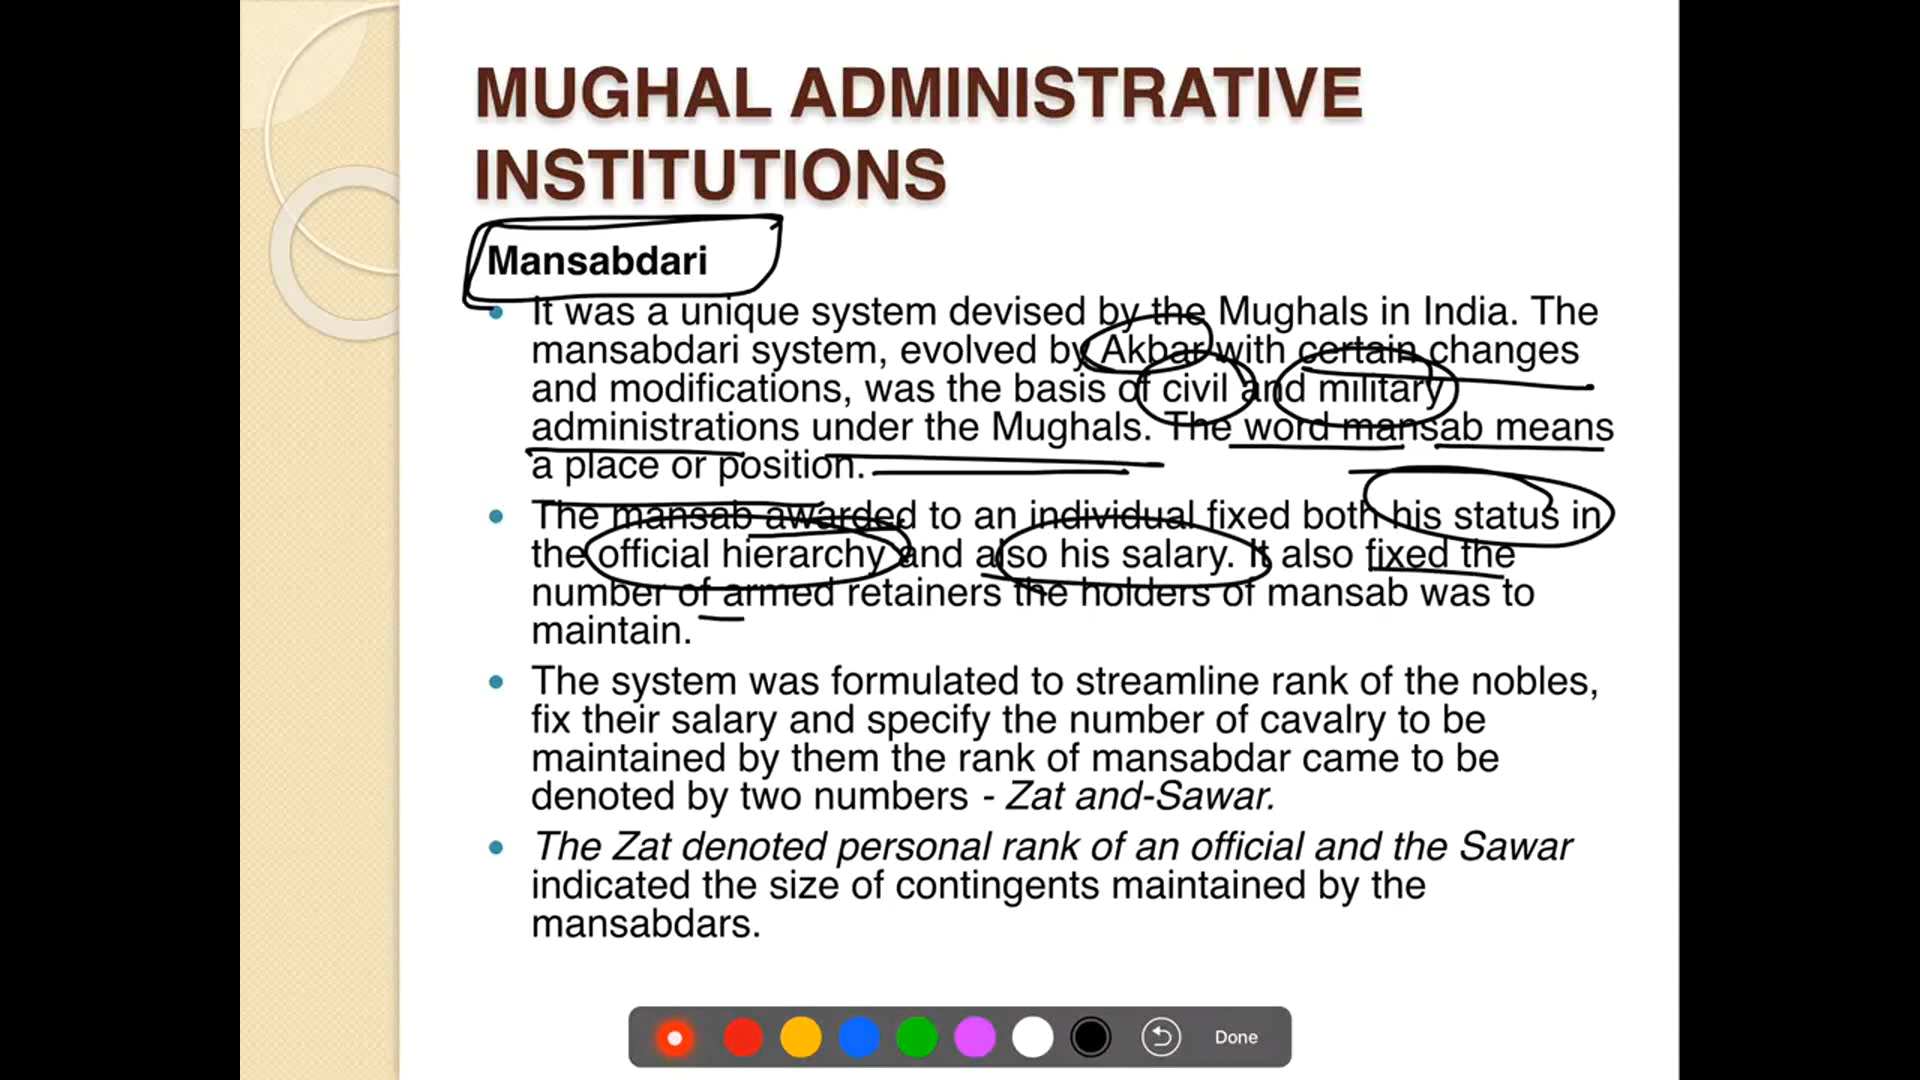 MUGHAL ADMINISTRATIVE
INSTITUTIONS
Mansabdari
It was a unique system devised by the Mughals in India. The
mansabdari system, evolved by Akbar with certain changes
and modifications, was the basis of civil and military
administrations under the Mughals. The word mansab means
a place or position.
The mansab awarded to an individual fixed both his status in
the official hierarchy and also his salary. It also fixed the
number of armed retainers the holders of mansab was to
maintain.
The system was formulated to streamline rank of the nobles,
fix their salary and specify the number of cavalry to be
maintained by them the rank of mansabdar came to be
denoted by two numbers - Zat and-Sawar.
The Zat denoted personal rank of an official and the Sawar
indicated the size of contingents maintained by the
mansabdars.
Done